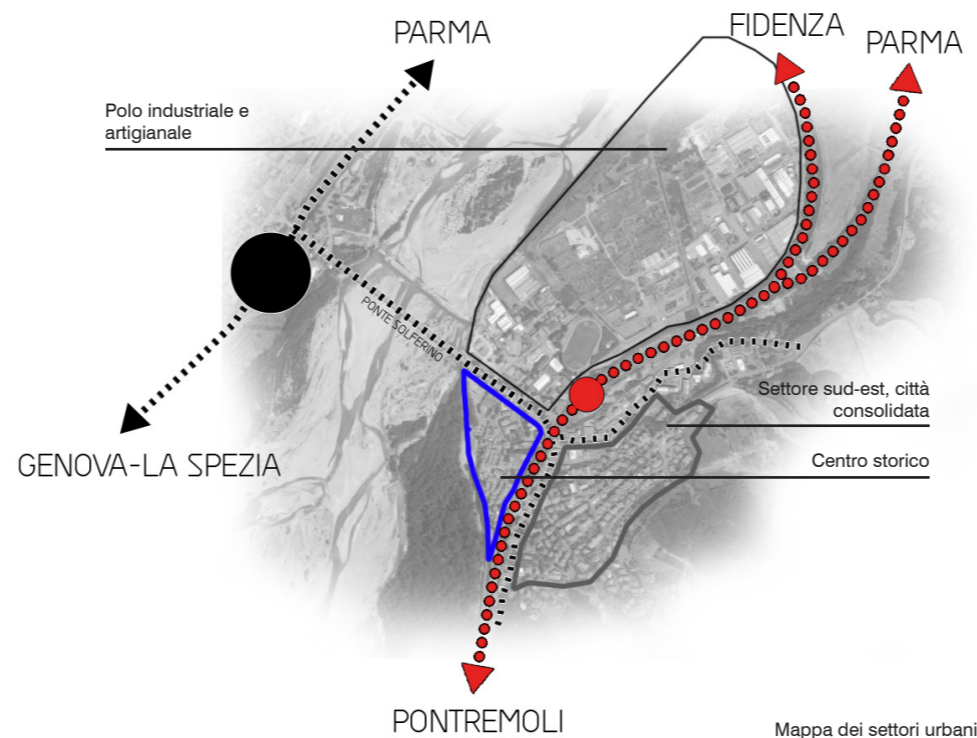 FIDENZA
PARMA
PARMA
Polo industriale e
artigianale
PONTE SOLFERINO
Settore sud-est, città
consolidata
Centro storico
GENOVA-LA SPEZIA
PONTREMOLI
Mappa dei settori urbani